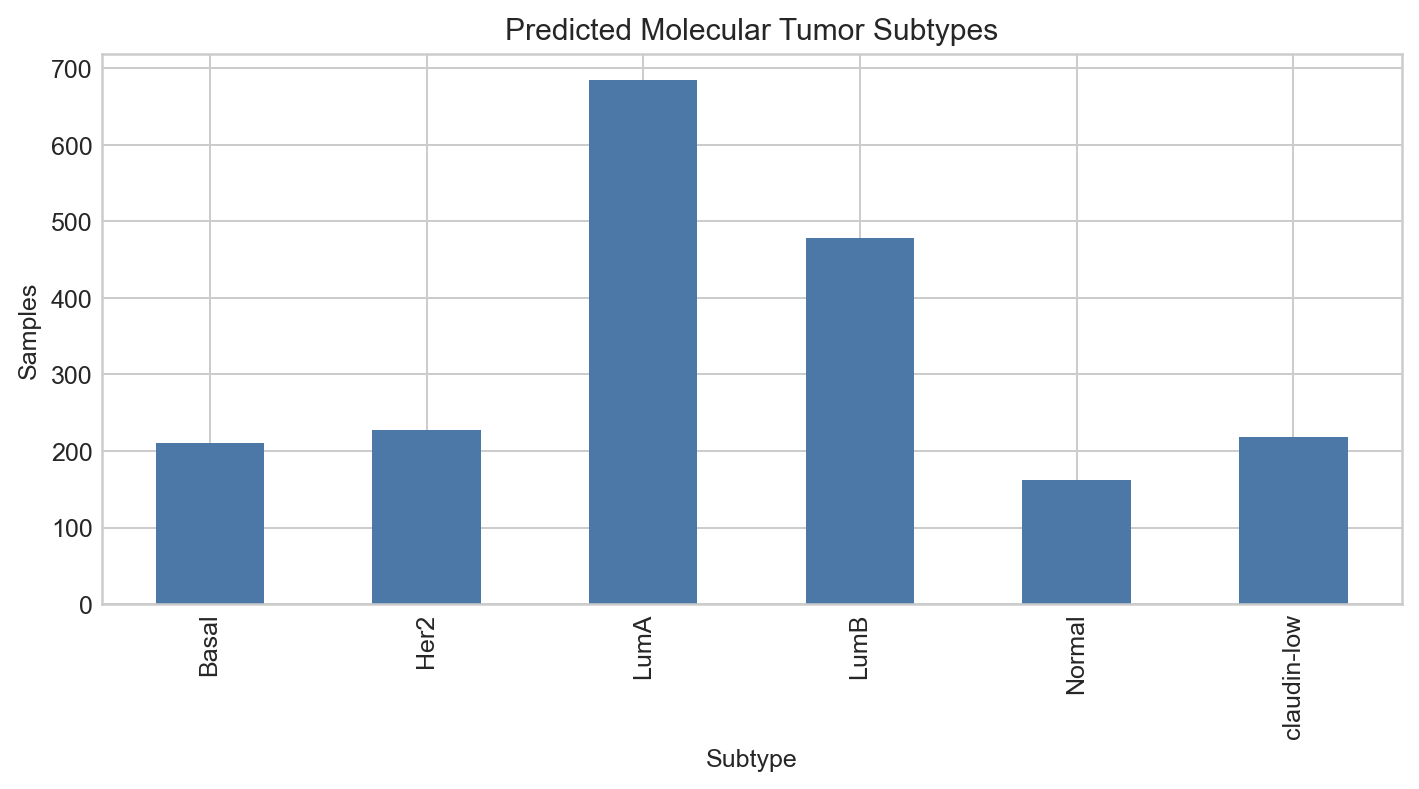 Predicted Molecular Tumor Subtypes
700
600
500
400
300
200
100
0
Samples
Basal
Her2
LumA
LumB
Normal
claudin-low
Subtype